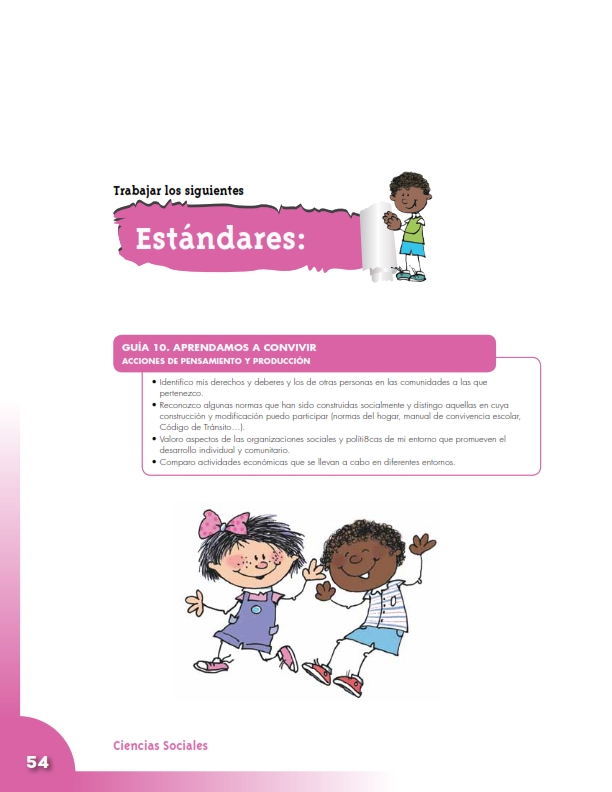 Trabajar los siguientes
Estándares:
GUÍA 10. APRENDAMOS A CONVIVIR
ACCIONES DE PENSAMIENTO Y PRODUCCIÓN
• Identifico mis derechos y deberes y los de otras personas en las comunidades a las que
pertenezco.
• Reconozco algunas normas que han sido construidas socialmente y distingo aquellas en cuya
construcción y modificación puedo participar (normas del hogar, manual de convivencia escolar,
Código de Tránsito…).
• Valoro aspectos de las organizaciones sociales y políti8cas de mi entorno que promueven el
desarrollo individual y comunitario.
• Comparo actividades económicas que se llevan a cabo en diferentes entornos.
Ciencias Sociales
54